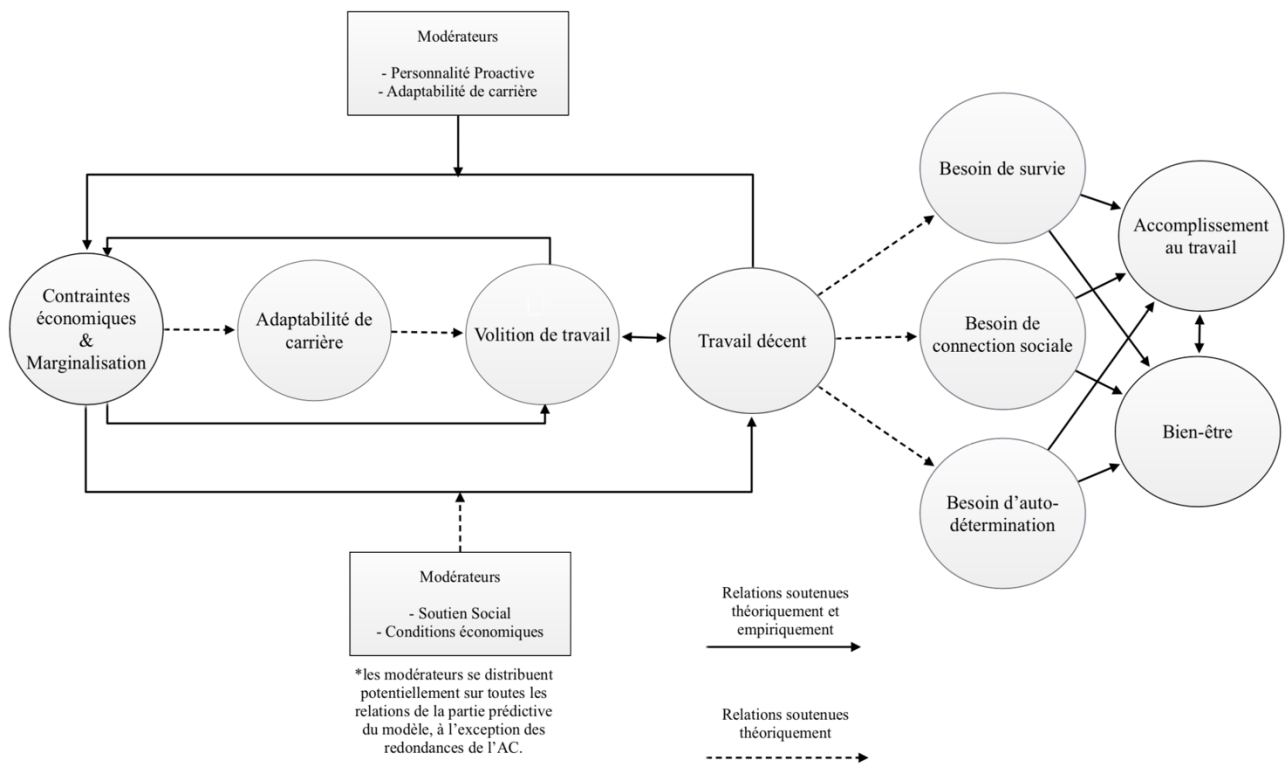 Modérateurs
- Personnalité Proactive
- Adaptabilité de carrière
Contraintes
économiques
&
Marginalisation
Adaptabilité de
carrière
Volition de travail
Travail décent
Besoin de survie
Besoin de
connection sociale
Besoin d'auto-
détermination
Accomplissement
au travail
Bien-être
Modérateurs
- Soutien Social
- Conditions économiques
*les modérateurs se distribuent
potentiellement sur toutes les
relations de la partie prédictive
du modèle, à l'exception des
redondances de l'AC.
Relations soutenues
théoriquement et
empiriquement
Relations soutenues
théoriquement